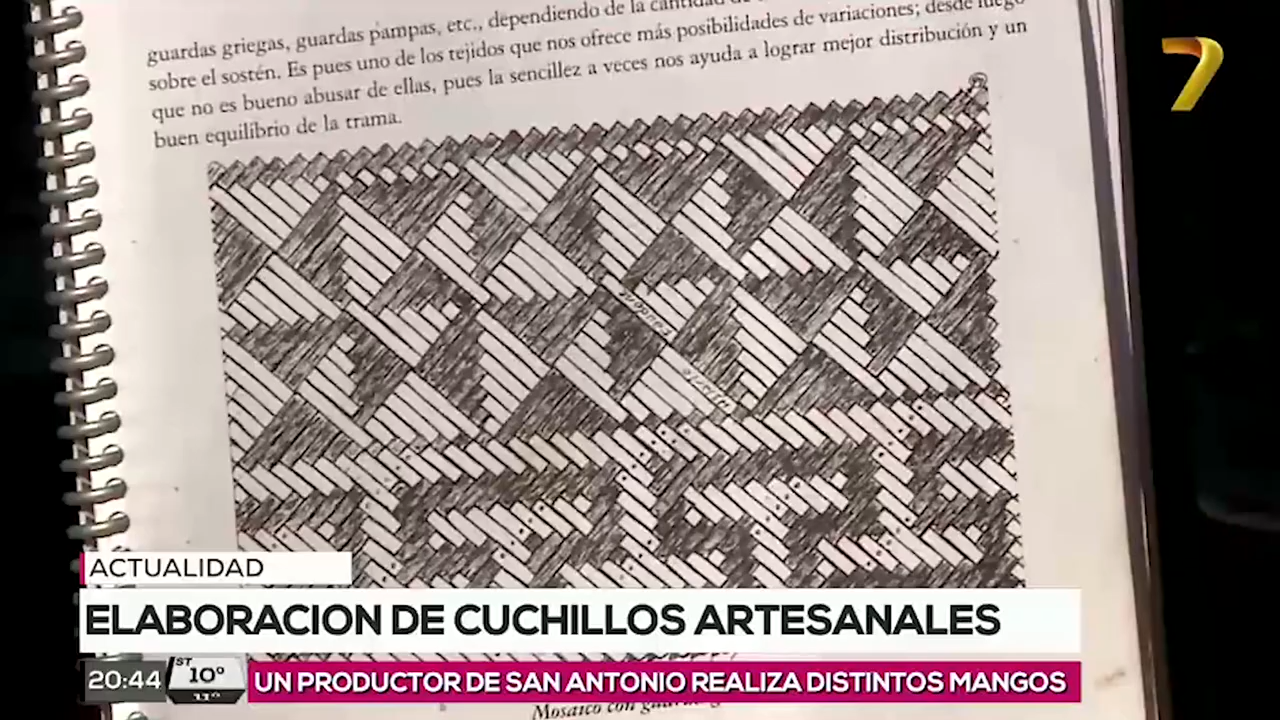 guardas griegas, guardas pampas, etc., dependiendo de la cantidad de
sobre el sostén. Es pues uno de los tejidos que nos ofrece más posibilidades de variaciones; desde luego
que no es bueno abusar de ellas, pues la sencillez a veces nos ayuda a lograr mejor distribución y un
buen equilibrio de la trama.
7
ACTUALIDAD
ELABORACION DE CUCHILLOS ARTESANALES
20:44
ST
10°
UN PRODUCTOR DE SAN ANTONIO REALIZA DISTINTOS MANGOS
Mosaico con